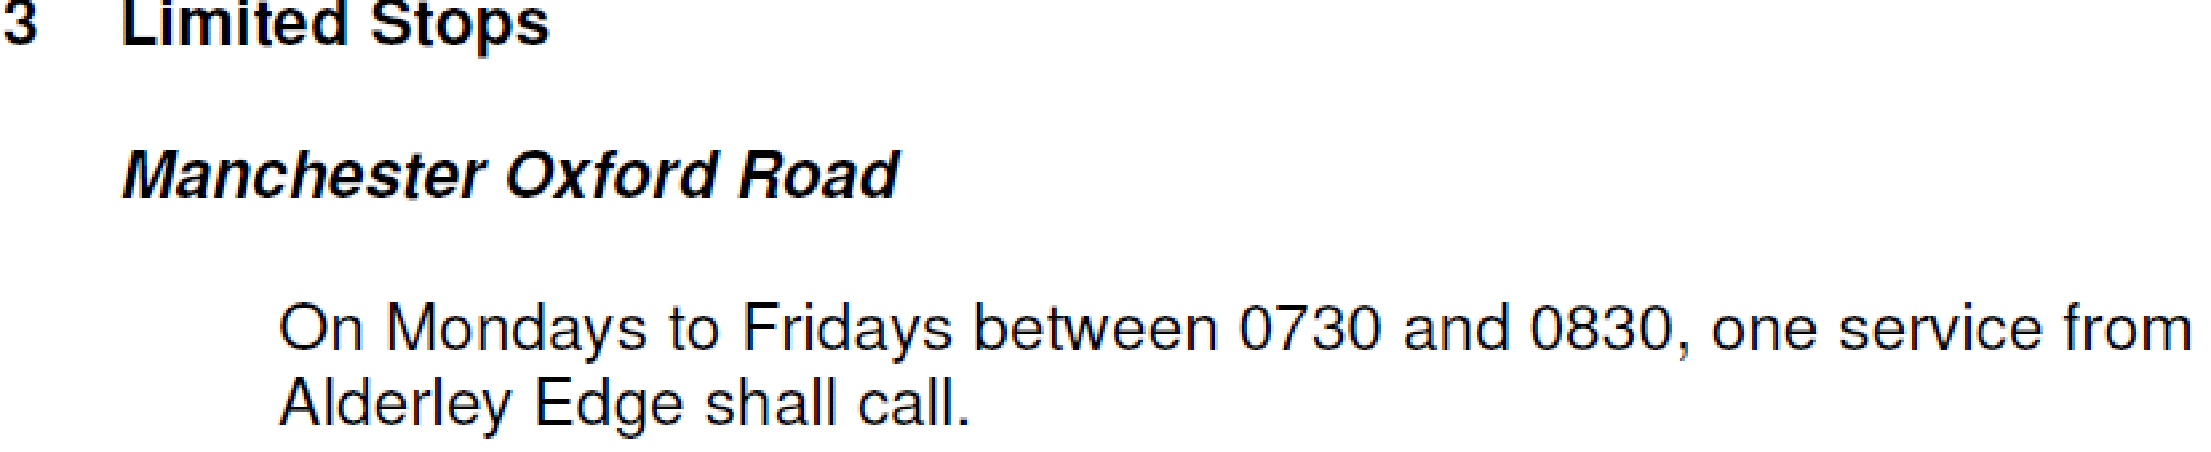 3 Limited Stops
Manchester Oxford Road
On Mondays to Fridays between 0730 and 0830, one service from
Alderley Edge shall call.